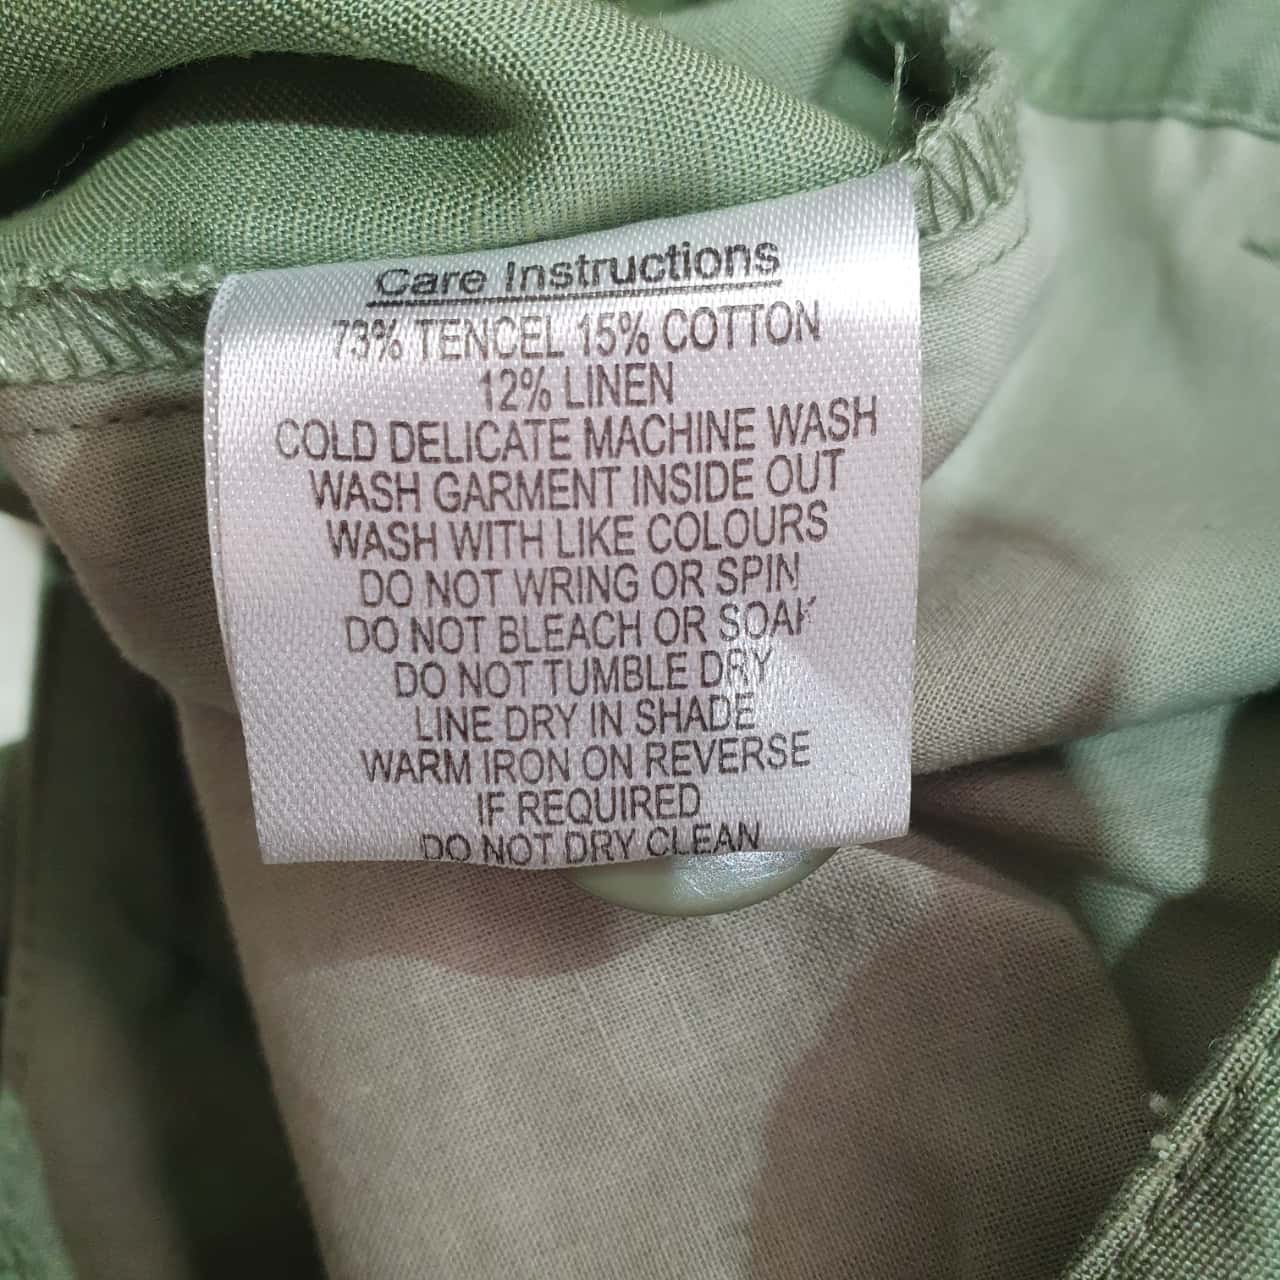 Care Instructions
73% TENCEL 15% COTTON
12% LINEN
COLD DELICATE MACHINE WASH
WASH GARMENT INSIDE OUT
WASH WITH LIKE COLOURS
DO NOT WRING OR SPIN
DO NOT BLEACH OR SOAK
DO NOT TUMBLE DRY
LINE DRY IN SHADE
WARM IRON ON REVERSE
IF REQUIRED
DO NOT DRY CLEAN